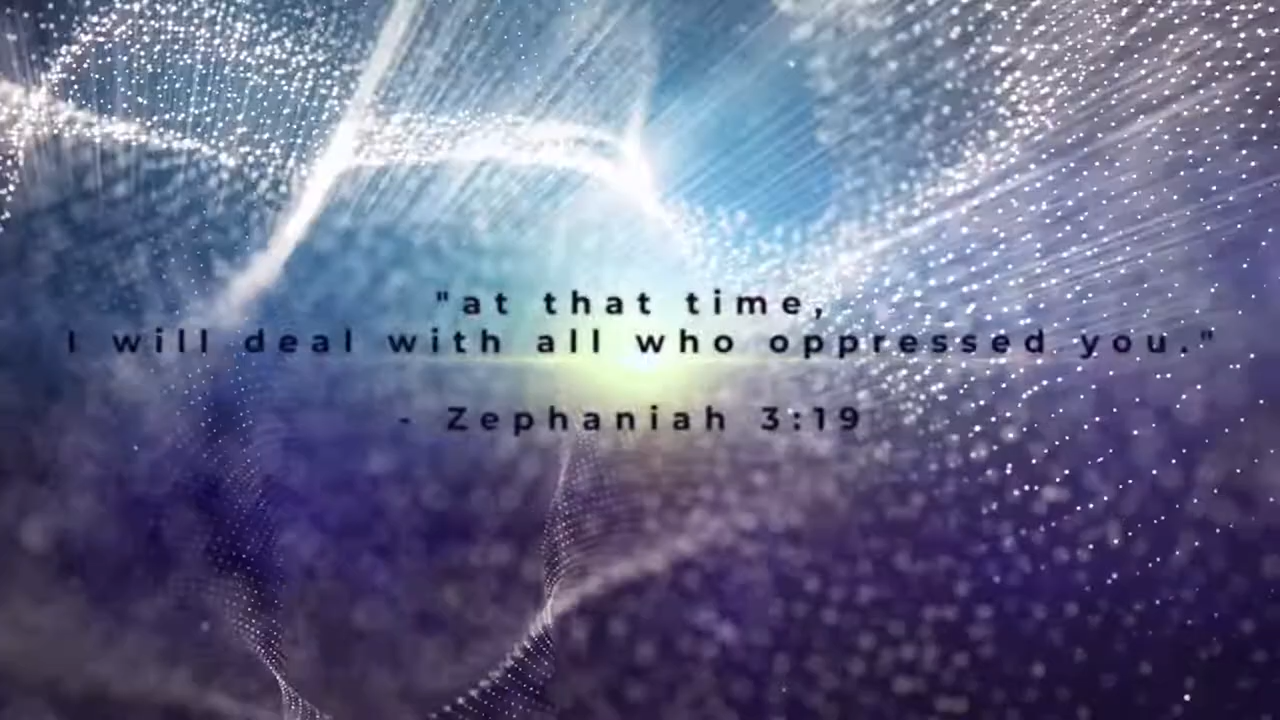 "at that time,
I will deal with all who oppressed you."
- Zephaniah 3:19